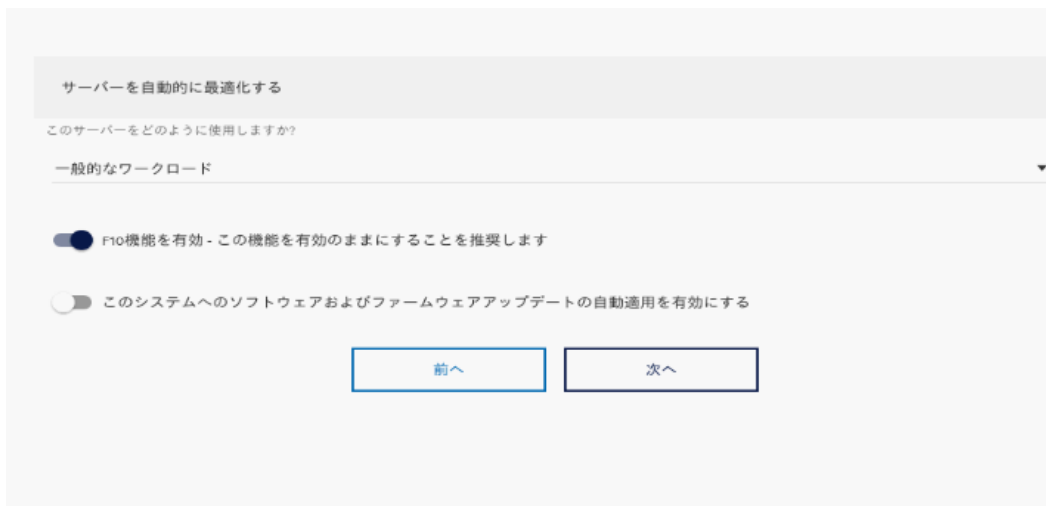 サーバーを自動的に最適化する
このサーバーをどのように使用しますか?
一般的なワークロード
F10機能を有効 - この機能を有効のままにすることを推奨します
このシステムへのソフトウェアおよびファームウェアアップデートの自動適用を有効にする
前へ
次へ